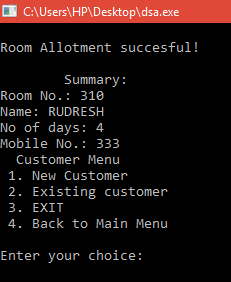 C:\Users\HP\Desktop\dsa.exe
Room Allotment succesful!
Summary:
Room No.: 310
Name: RUDRESH
No of days: 4
Mobile No.: 333
Customer Menu
1. New Customer
2. Existing customer
3. EXIT
4. Back to Main Menu
Enter your choice: